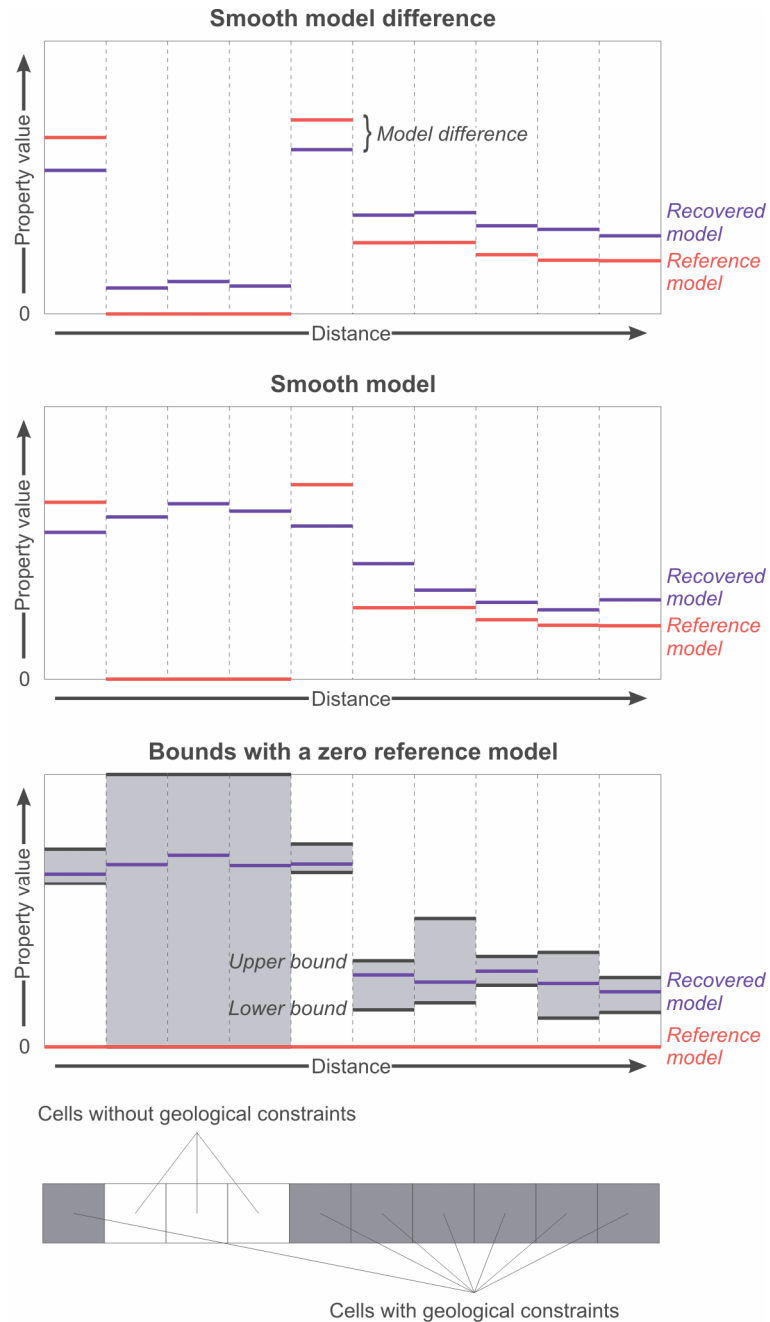 Smooth model difference
Property value
Model difference
Recovered
model
Reference
model
0
Distance
Smooth model
Property value
Recovered
model
Reference
model
0
Distance
Bounds with a zero reference model
Property value
Upper bound
Lower bound
Recovered
model
Reference
model
0
Distance
Cells without geological constraints
Cells with geological constraints